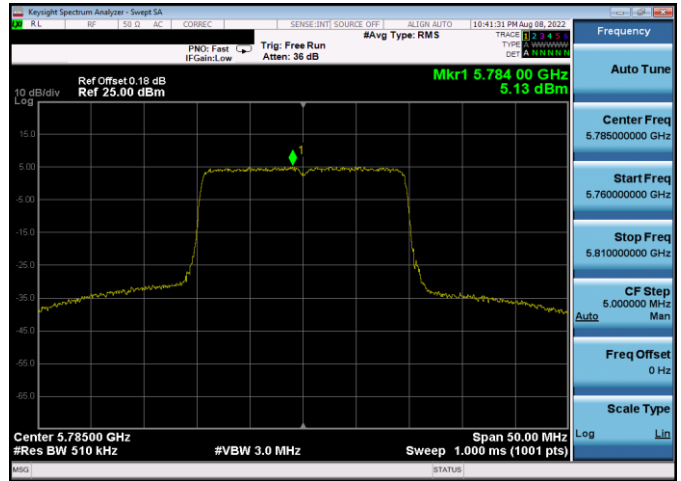 Keysight Spectrum Analyzer - Swept SA
RL RF 50 Ω AC CORREC SENSE:INT SOURCE OFF ALIGN AUTO 10:41:31 PM Aug 08, 2022
#Avg Type: RMS
TRACE 1 2 3 4 5 6
PNO: Fast Trig: Free Run
TYPE A WWWWW
IFGain:Low Atten: 36 dB
DET A N N N N N
Mkr1 5.784 00 GHz
Ref Offset 0.18 dB
10 dB/div Ref 25.00 dBm
5.13 dBm
Log
15.0
1
5.00
-5.00
-15.0
-25.0
-35.0
-45.0
-55.0
-65.0
Center 5.78500 GHz Span 50.00 MHz
#Res BW 510 kHz #VBW 3.0 MHz Sweep 1.000 ms (1001 pts)
MSG STATUS
Frequency
Auto Tune
Center Freq
5.785000000 GHz
Start Freq
5.760000000 GHz
Stop Freq
5.810000000 GHz
CF Step
5.000000 MHz
Auto Man
Freq Offset
0 Hz
Scale Type
Log Lin